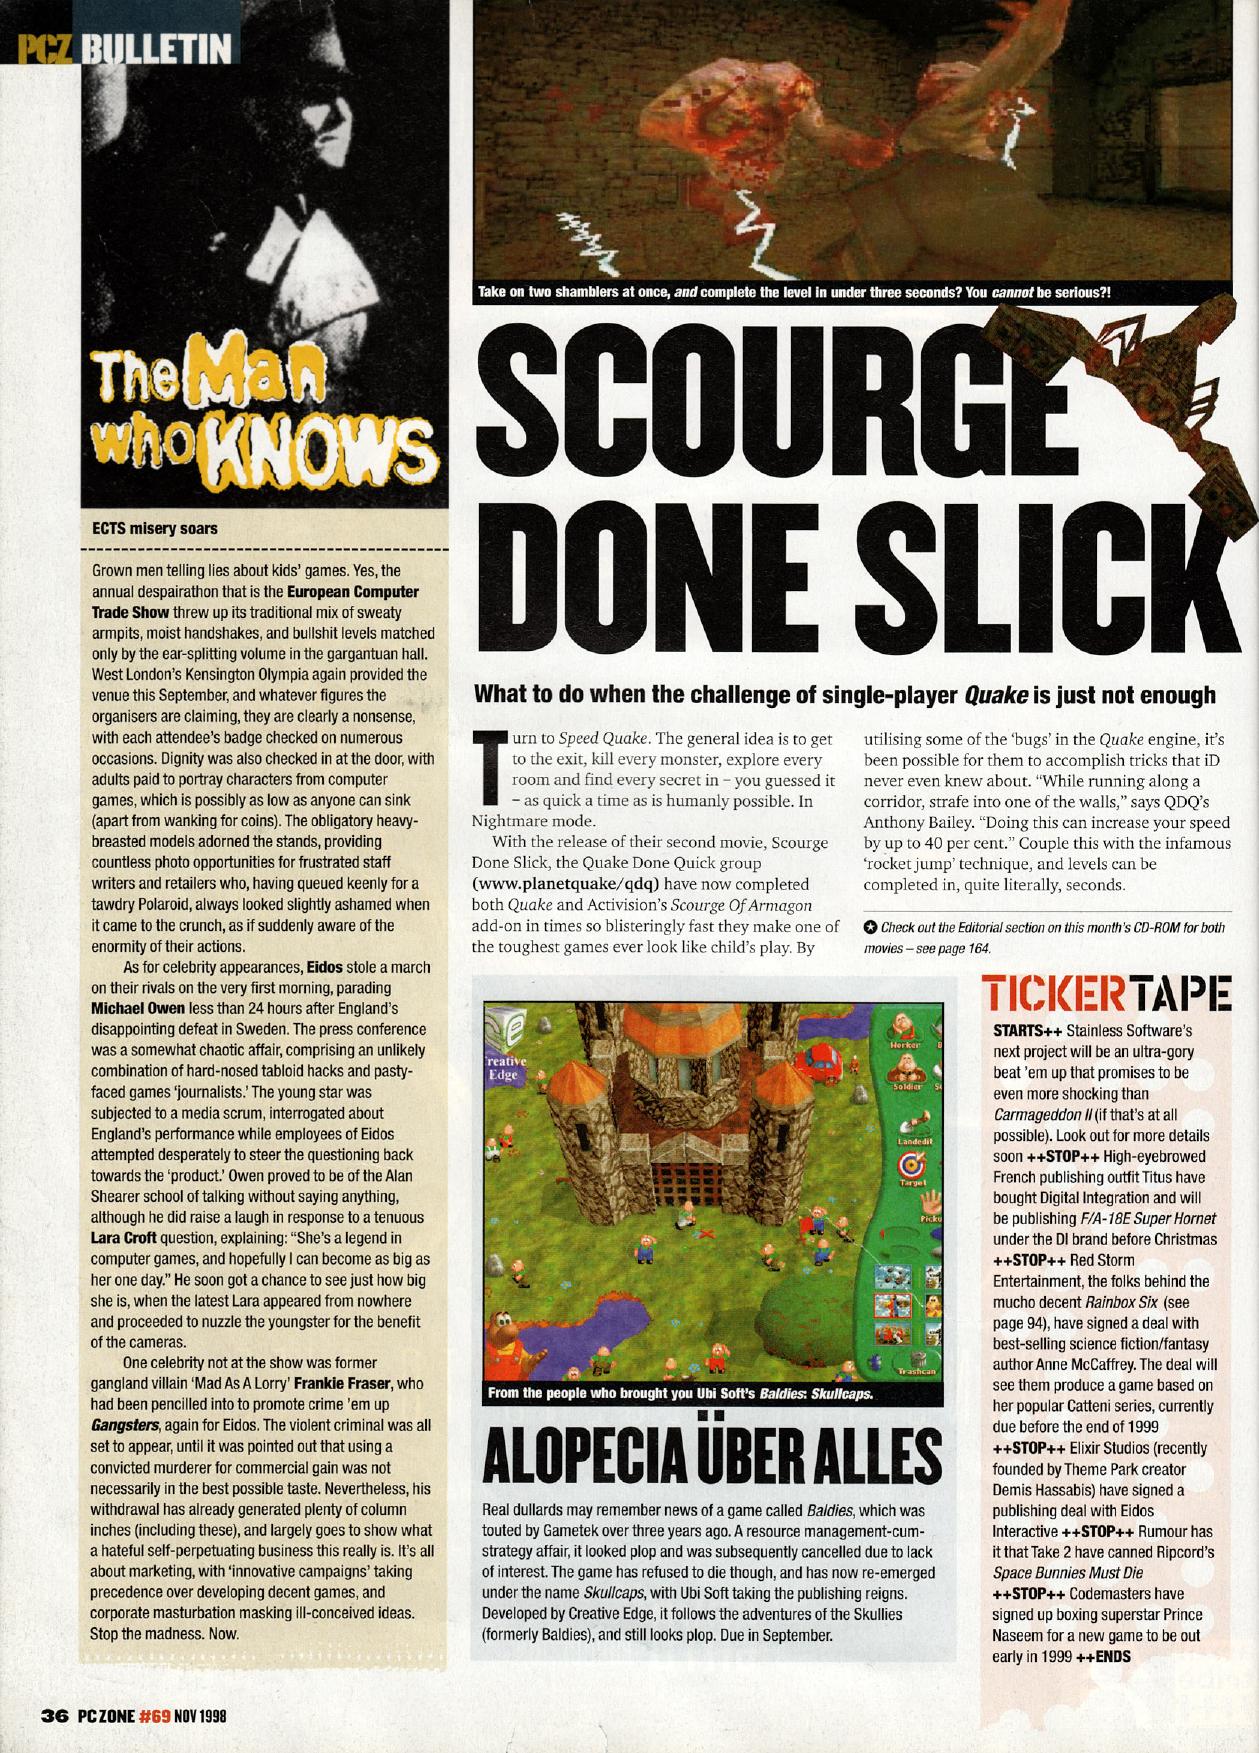 PCZ BULLETIN
The Man
who KNOWS
ECTS misery soars
Grown men telling lies about kids' games. Yes, the
annual despairathon that is the European Computer
Trade Show threw up its traditional mix of sweaty
armpits, moist handshakes, and bullshit levels matched
only by the ear-splitting volume in the gargantuan hall.
West London's Kensington Olympia again provided the
venue this September, and whatever figures the
organisers are claiming, they are clearly a nonsense,
with each attendee's badge checked on numerous
occasions. Dignity was also checked in at the door, with
adults paid to portray characters from computer
games, which is possibly as low as anyone can sink
(apart from wanking for coins). The obligatory heavy-
breasted models adorned the stands, providing
countless photo opportunities for frustrated staff
writers and retailers who, having queued keenly for a
tawdry Polaroid, always looked slightly ashamed when
it came to the crunch, as if suddenly aware of the
enormity of their actions.
As for celebrity appearances, Eidos stole a march
on their rivals on the very first morning, parading
Michael Owen less than 24 hours after England's
disappointing defeat in Sweden. The press conference
was a somewhat chaotic affair, comprising an unlikely
combination of hard-nosed tabloid hacks and pasty-
faced games 'journalists.' The young star was
subjected to a media scrum, interrogated about
England's performance while employees of Eidos
attempted desperately to steer the questioning back
towards the 'product.' Owen proved to be of the Alan
Shearer school of talking without saying anything,
although he did raise a laugh in response to a tenuous
Lara Croft question, explaining: "She's a legend in
computer games, and hopefully I can become as big as
her one day." He soon got a chance to see just how big
she is, when the latest Lara appeared from nowhere
and proceeded to nuzzle the youngster for the benefit
of the cameras.
One celebrity not at the show was former
gangland villain 'Mad As A Lorry' Frankie Fraser, who
had been pencilled into to promote crime 'em up
Gangsters, again for Eidos. The violent criminal was all
set to appear, until it was pointed out that using a
convicted murderer for commercial gain was not
necessarily in the best possible taste. Nevertheless, his
withdrawal has already generated plenty of column
inches (including these), and largely goes to show what
a hateful self-perpetuating business this really is. It's all
about marketing, with 'innovative campaigns' taking
precedence over developing decent games, and
corporate masturbation masking ill-conceived ideas.
Stop the madness. Now.
Take on two shamblers at once, and complete the level in under three seconds? You cannot be serious?!
SCOURGE
DONE SLICK
What to do when the challenge of single-player Quake is just not enough
Turn to Speed Quake. The general idea is to get
to the exit, kill every monster, explore every
room and find every secret in – you guessed it
– as quick a time as is humanly possible. In
Nightmare mode.
With the release of their second movie, Scourge
Done Slick, the Quake Done Quick group
(www.planetquake/qdq) have now completed
both Quake and Activision's Scourge Of Armagon
add-on in times so blisteringly fast they make one of
the toughest games ever look like child's play. By
utilising some of the 'bugs' in the Quake engine, it's
been possible for them to accomplish tricks that iD
never even knew about. "While running along a
corridor, strafe into one of the walls," says QDQ's
Anthony Bailey. "Doing this can increase your speed
by up to 40 per cent." Couple this with the infamous
'rocket jump' technique, and levels can be
completed in, quite literally, seconds.
Check out the Editorial section on this month's CD-ROM for both
movies – see page 164.
Creative
Edge
Worker
Soldier
Landedit
Target
Trashcan
From the people who brought you Ubi Soft's Baldies: Skullcaps.
ALOPECIA ÜBER ALLES
Real dullards may remember news of a game called Baldies, which was
touted by Gametek over three years ago. A resource management-cum-
strategy affair, it looked plop and was subsequently cancelled due to lack
of interest. The game has refused to die though, and has now re-emerged
under the name Skullcaps, with Ubi Soft taking the publishing reigns.
Developed by Creative Edge, it follows the adventures of the Skullies
(formerly Baldies), and still looks plop. Due in September.
TICKERTAPE
STARTS++ Stainless Software's
next project will be an ultra-gory
beat 'em up that promises to be
even more shocking than
Carmageddon II (if that's at all
possible). Look out for more details
soon ++STOP++ High-eyebrowed
French publishing outfit Titus have
bought Digital Integration and will
be publishing F/A-18E Super Hornet
under the DI brand before Christmas
++STOP++ Red Storm
Entertainment, the folks behind the
mucho decent Rainbox Six (see
page 94), have signed a deal with
best-selling science fiction/fantasy
author Anne McCaffrey. The deal will
see them produce a game based on
her popular Catteni series, currently
due before the end of 1999
++STOP++ Elixir Studios (recently
founded by Theme Park creator
Demis Hassabis) have signed a
publishing deal with Eidos
Interactive ++STOP++ Rumour has
it that Take 2 have canned Ripcord's
Space Bunnies Must Die
++STOP++ Codemasters have
signed up boxing superstar Prince
Naseem for a new game to be out
early in 1999 ++ENDS
36 PC ZONE #69 NOV 1998